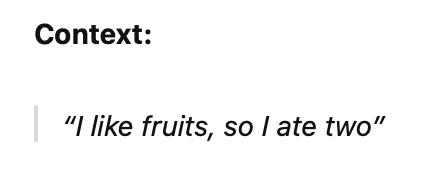 Context:
“I like fruits, so I ate two”